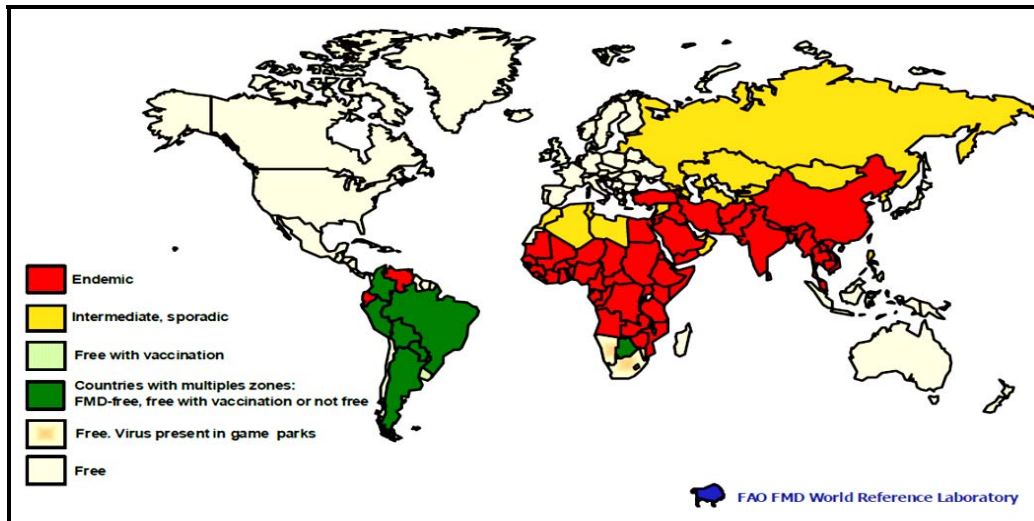 Endemic
Intermediate, sporadic
Free with vaccination
Countries with multiples zones:
FMD-free, free with vaccination or not free
Free. Virus present in game parks
Free
FAO FMD World Reference Laboratory